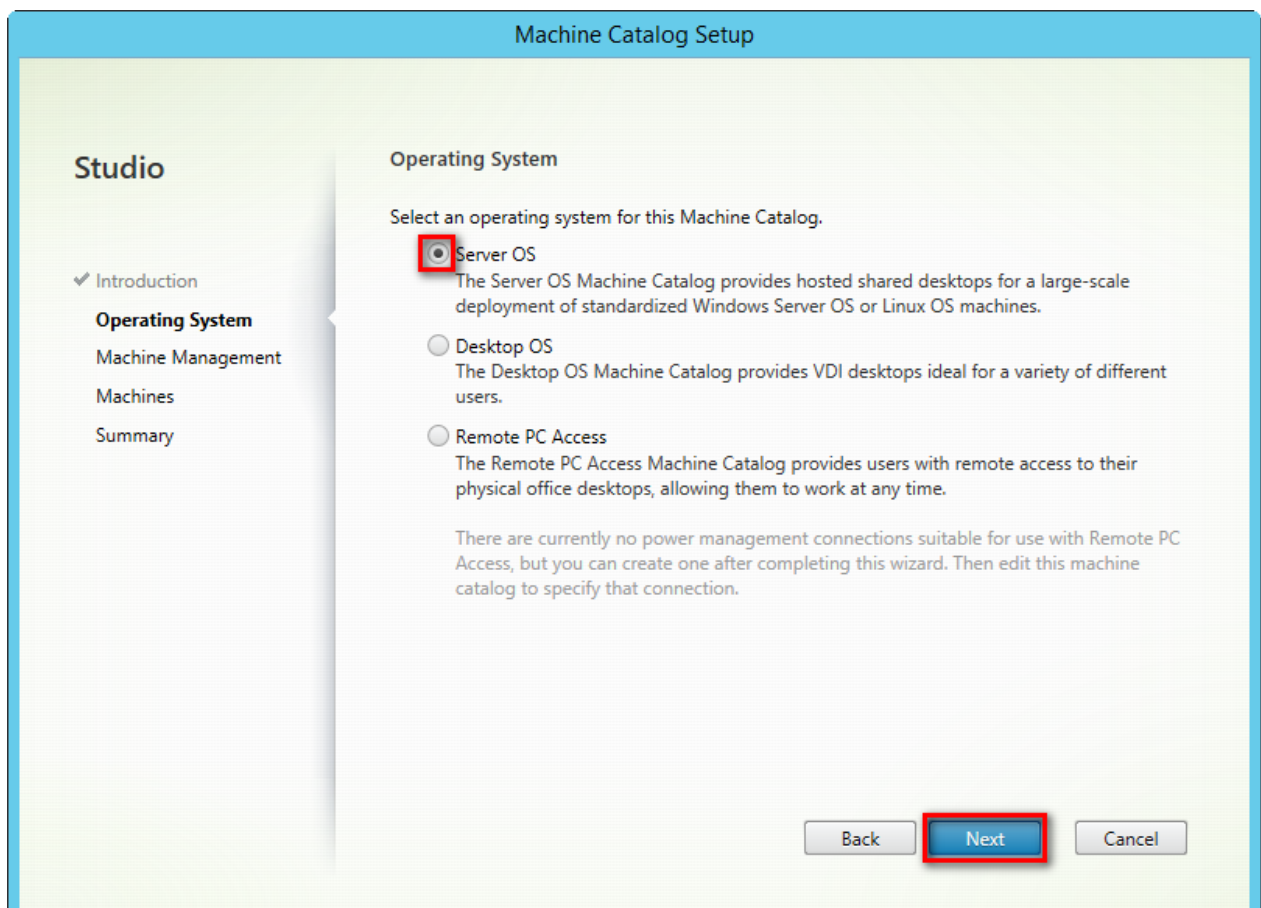 Machine Catalog Setup
Studio
✔ Introduction
Operating System
Machine Management
Machines
Summary
Operating System
Select an operating system for this Machine Catalog.
Server OS
The Server OS Machine Catalog provides hosted shared desktops for a large-scale
deployment of standardized Windows Server OS or Linux OS machines.
Desktop OS
The Desktop OS Machine Catalog provides VDI desktops ideal for a variety of different
users.
Remote PC Access
The Remote PC Access Machine Catalog provides users with remote access to their
physical office desktops, allowing them to work at any time.
There are currently no power management connections suitable for use with Remote PC
Access, but you can create one after completing this wizard. Then edit this machine
catalog to specify that connection.
Back
Next
Cancel